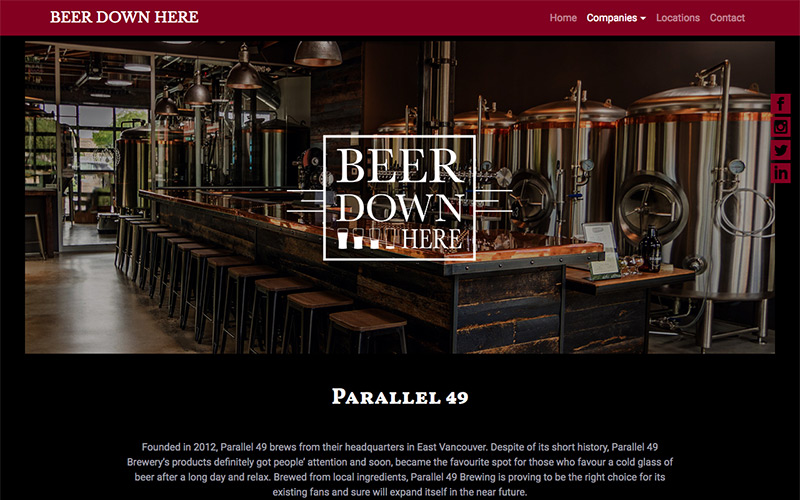 BEER DOWN HERE
Home Companies Locations Contact
BEER
DOWN
HERE
PARALLEL 49
Founded in 2012, Parallel 49 brews from their headquarters in East Vancouver. Despite of its short history, Parallel 49
Brewery's products definitely got people' attention and soon, became the favourite spot for those who favour a cold glass of
beer after a long day and relax. Brewed from local ingredients, Parallel 49 Brewing is proving to be the right choice for its
existing fans and sure will expand itself in the near future.